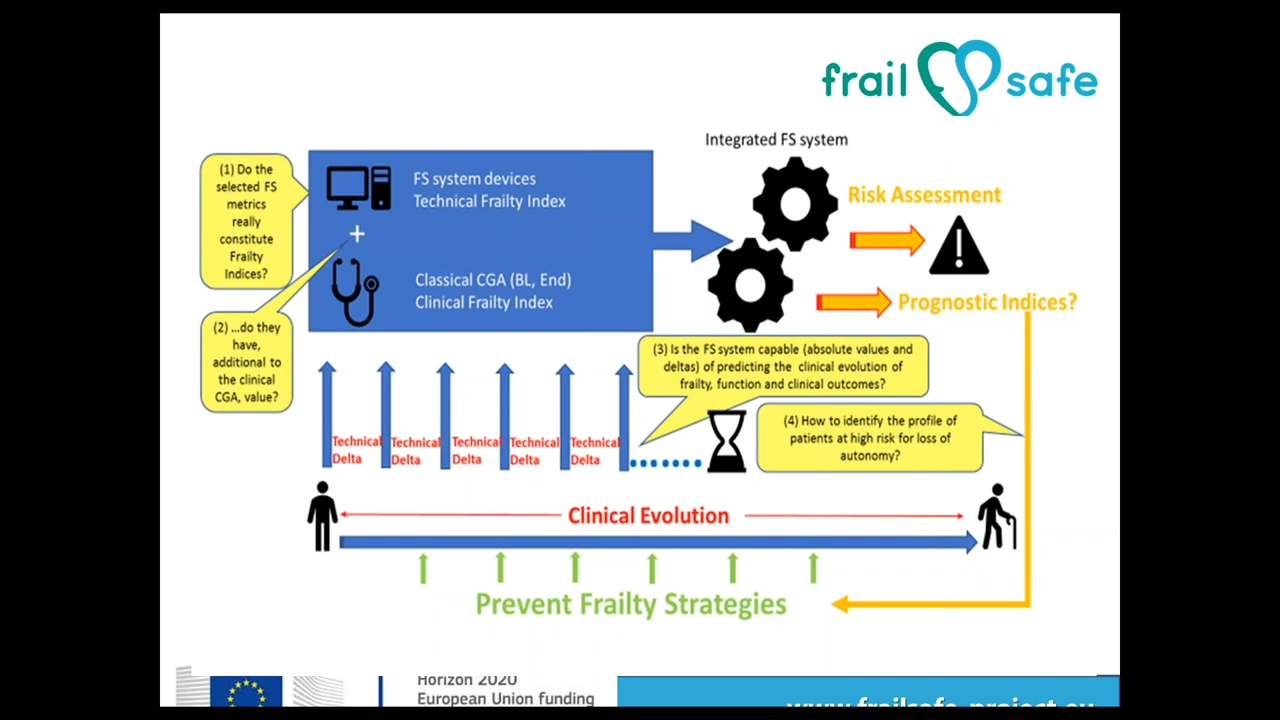 frail safe
Integrated FS system
(1) Do the
selected FS
metrics
really
constitute
Frailty
Indices?
FS system devices
Technical Frailty Index
+
Classical CGA (BL, End)
Clinical Frailty Index
Risk Assessment
Prognostic Indices?
(2) ...do they
have,
additional to
the clinical
CGA, value?
(3) Is the FS system capable (absolute values and
deltas) of predicting the clinical evolution of
frailty, function and clinical outcomes?
(4) How to identify the profile of
patients at high risk for loss of
autonomy?
Technical
Delta
Technical
Delta
Technical
Delta
Technical
Delta
Technical
Delta
Clinical Evolution
Prevent Frailty Strategies
Horizon 2020
European Union funding
www.frailsafe-project.eu